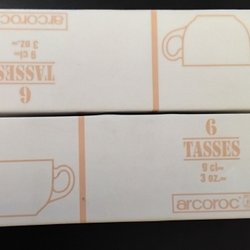 arcoroc
9 cl
3 oz.
TASSES
6
6
TASSES
9 cl
3 oz.
arcoroc